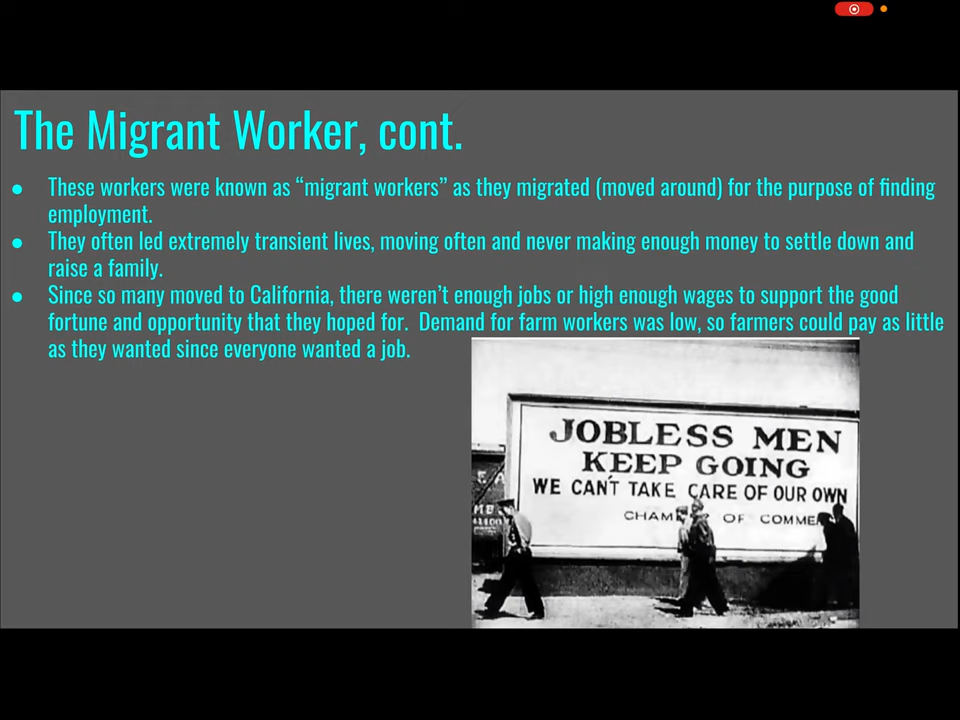 The Migrant Worker, cont.
● These workers were known as “migrant workers” as they migrated (moved around) for the purpose of finding
employment.
● They often led extremely transient lives, moving often and never making enough money to settle down and
raise a family.
● Since so many moved to California, there weren’t enough jobs or high enough wages to support the good
fortune and opportunity that they hoped for.  Demand for farm workers was low, so farmers could pay as little
as they wanted since everyone wanted a job.
JOBLESS MEN
KEEP GOING
WE CAN'T TAKE CARE OF OUR OWN
OF